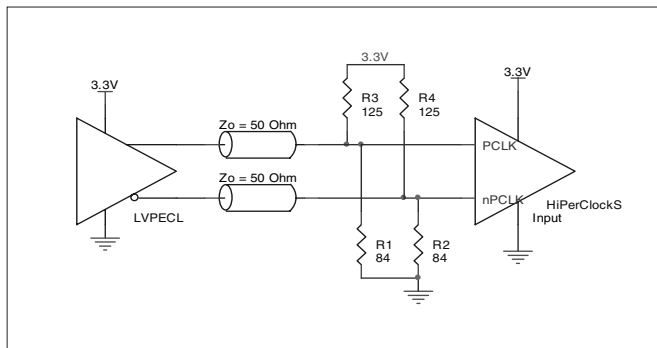 3.3V
3.3V
3.3V
R3
125
R4
125
Zo = 50 Ohm
PCLK
Zo = 50 Ohm
nPCLK
HiPerClockS
Input
LVPECL
R1
84
R2
84